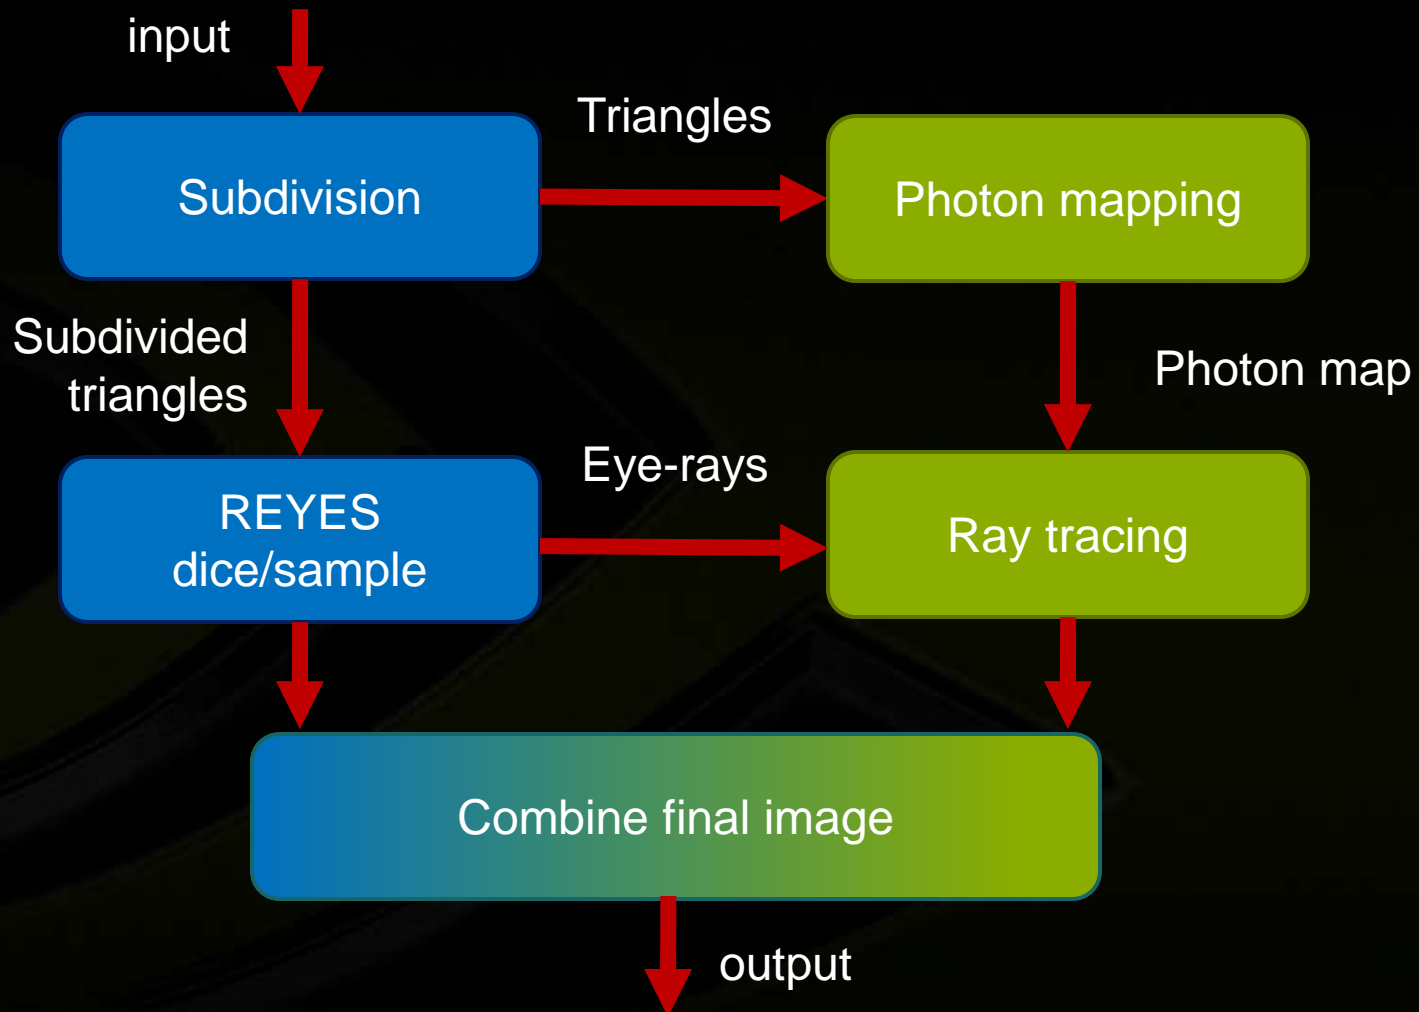 input
Triangles
Subdivision
Photon mapping
Subdivided
triangles
Photon map
Eye-rays
REYES
dice/sample
Ray tracing
Combine final image
output